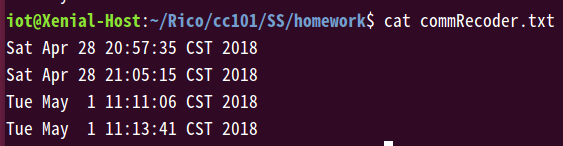 iot@Xenial-Host:~/Rico/cc101/SS/homework$ cat commRecoder.txt
Sat Apr 28 20:57:35 CST 2018
Sat Apr 28 21:05:15 CST 2018
Tue May  1 11:11:06 CST 2018
Tue May  1 11:13:41 CST 2018